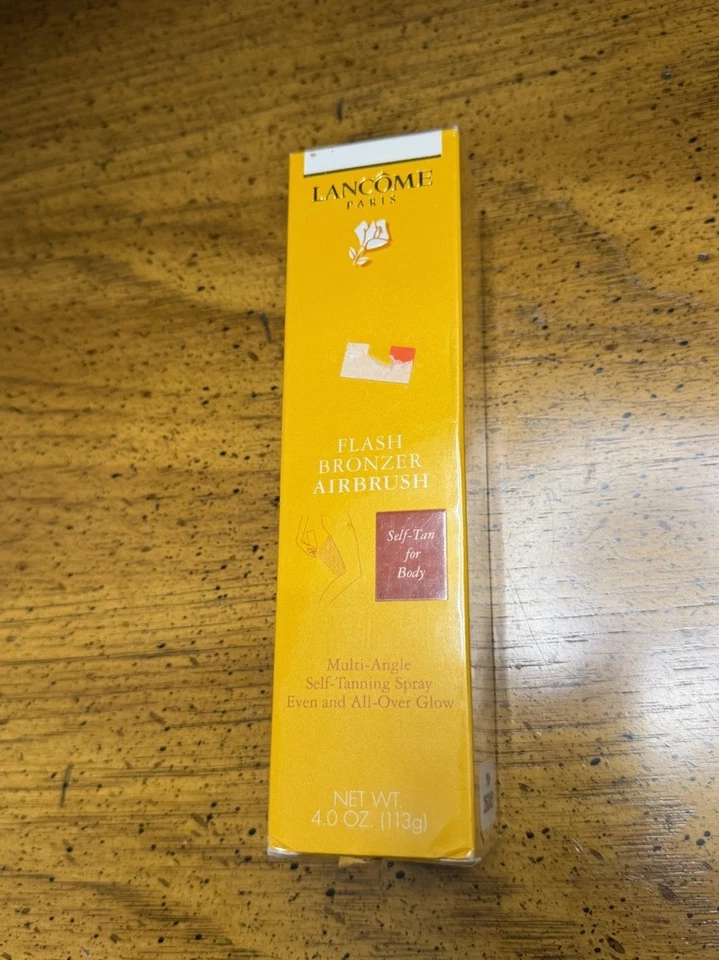 LANCÔME
PARIS
FLASH
BRONZER
AIRBRUSH
Self-Tan
for
Body
Multi-Angle
Self-Tanning Spray
Even and All-Over Glow
NET WT.
4.0 OZ. (113g)